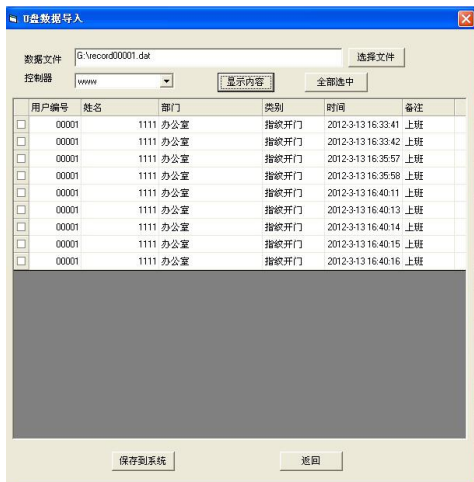 U盘数据导入
数据文件 G:\record00001.dat 选择文件
控制器 www 显示内容 全部选中
用户编号 姓名 部门 类别 时间 备注
00001 1111 办公室 指纹开门 2012-3-13 16:33:41 上班
00001 1111 办公室 指纹开门 2012-3-13 16:33:42 上班
00001 1111 办公室 指纹开门 2012-3-13 16:35:57 上班
00001 1111 办公室 指纹开门 2012-3-13 16:35:58 上班
00001 1111 办公室 指纹开门 2012-3-13 16:40:11 上班
00001 1111 办公室 指纹开门 2012-3-13 16:40:13 上班
00001 1111 办公室 指纹开门 2012-3-13 16:40:14 上班
00001 1111 办公室 指纹开门 2012-3-13 16:40:15 上班
00001 1111 办公室 指纹开门 2012-3-13 16:40:16 上班
保存到系统 返回